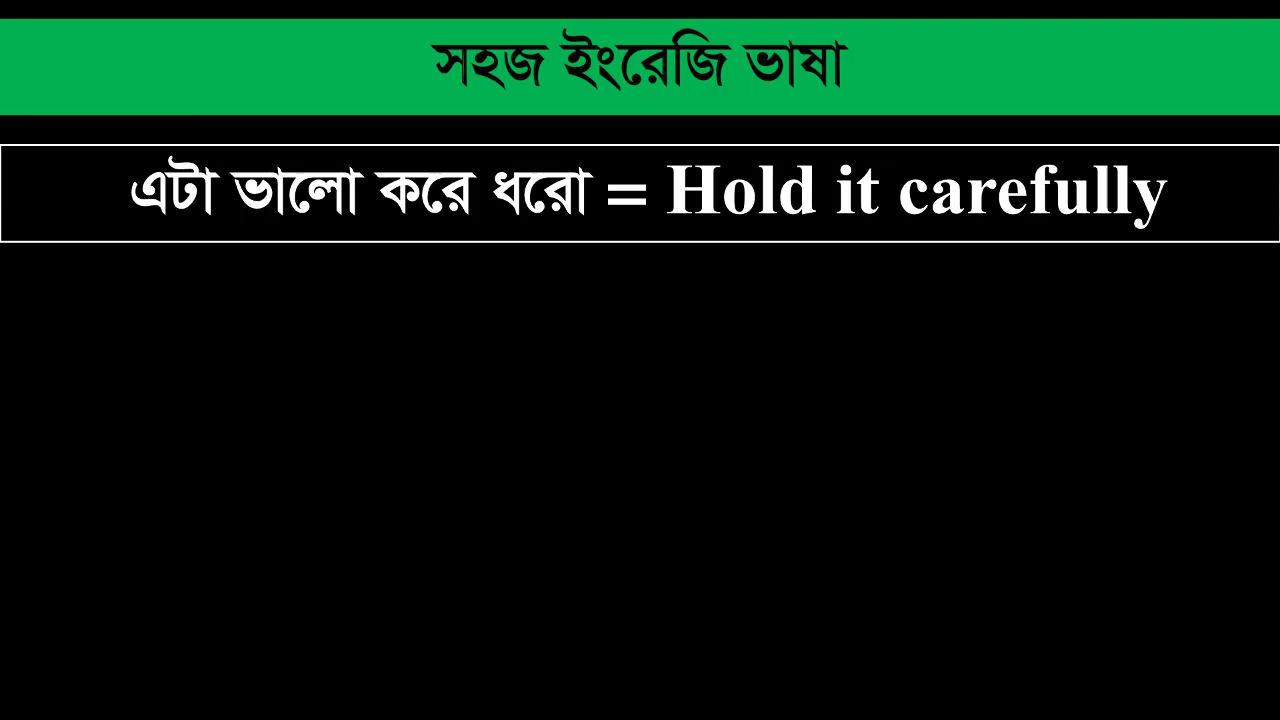 সহজ ইংরেজি ভাষা
এটা ভালো করে ধরো = Hold it carefully